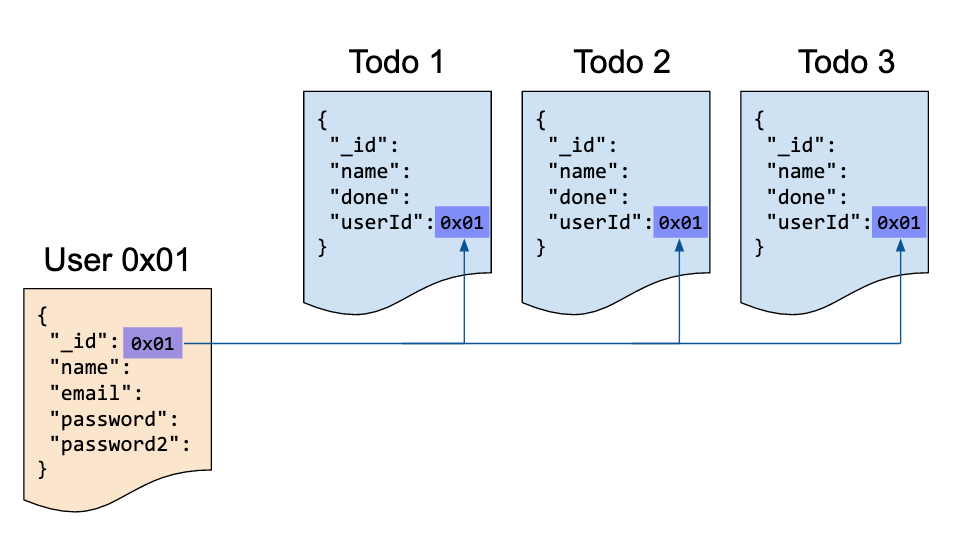 Todo 1
{
"_id":
"name":
"done":
"userId": 0x01
}
Todo 2
{
"_id":
"name":
"done":
"userId": 0x01
}
Todo 3
{
"_id":
"name":
"done":
"userId": 0x01
}
User 0x01
{
"_id": 0x01
"name":
"email":
"password":
"password2":
}